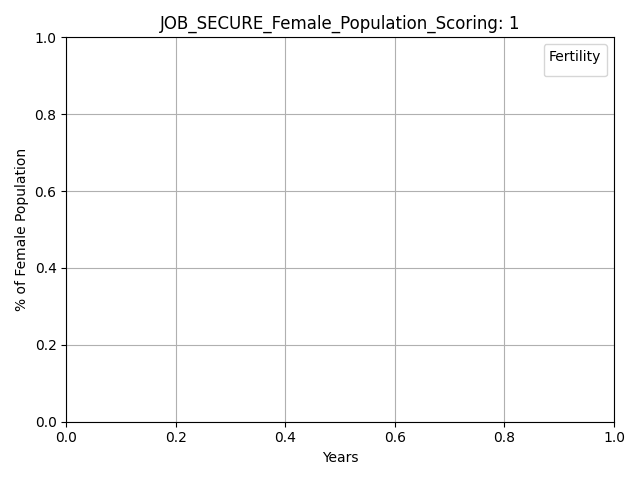 JOB_SECURE_Female_Population_Scoring: 1
Fertility
% of Female Population
1.0
0.8
0.6
0.4
0.2
0.0
0.0 0.2 0.4 0.6 0.8 1.0
Years